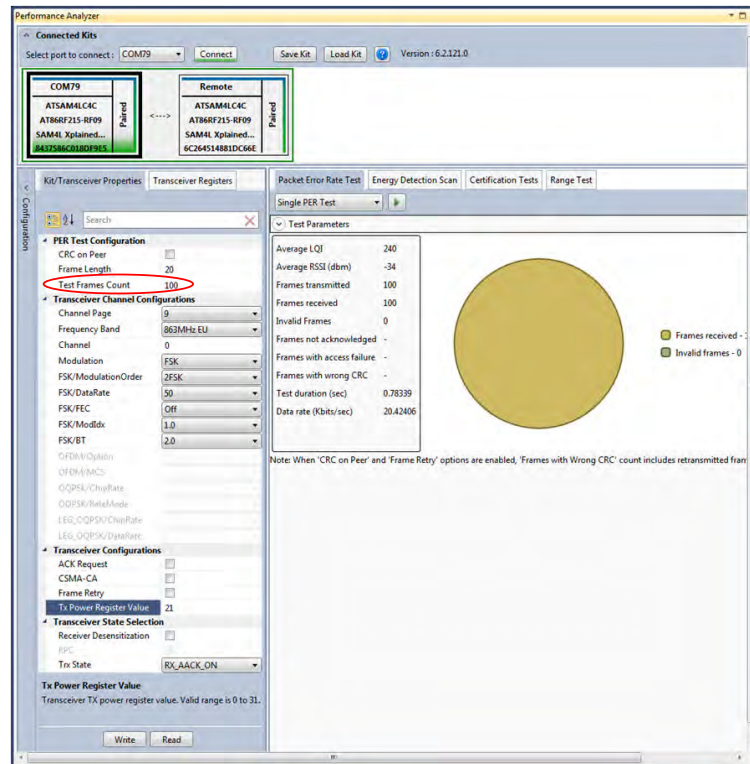 Performance Analyzer
Connected Kits
Select port to connect : COM79 Connect Save Kit Load Kit Version : 6.2.121.0
COM79
ATSAM4LC4C
AT86RF215-RF09
SAM4L Xplained...
8437586C018DF9E5
Paired
<--->
Remote
ATSAM4LC4C
AT86RF215-RF09
SAM4L Xplained...
6C264514881DC66E
Paired
Configuration
Kit/Transceiver Properties Transceiver Registers
Search
PER Test Configuration
CRC on Peer
Frame Length 20
Test Frames Count 100
Transceiver Channel Configurations
Channel Page 9
Frequency Band 863MHz EU
Channel 0
Modulation FSK
FSK/ModulationOrder 2FSK
FSK/DataRate 50
FSK/FEC Off
FSK/ModIdx 1.0
FSK/BT 2.0
OFDM/Option
OFDM/MCS
OQPSK/ChipRate
OQPSK/RateMode
LEG_OQPSK/ChipRate
LEG_OQPSK/DataRate
Transceiver Configurations
ACK Request
CSMA-CA
Frame Retry
Tx Power Register Value 21
Transceiver State Selection
Receiver Desensitization
RPC
Trx State RX_AACK_ON
Tx Power Register Value
Transceiver TX power register value. Valid range is 0 to 31.
Write Read
Packet Error Rate Test Energy Detection Scan Certification Tests Range Test
Single PER Test
Test Parameters
Average LQI 240
Average RSSI (dbm) -34
Frames transmitted 100
Frames received 100
Invalid Frames 0
Frames not acknowledged -
Frames with access failure -
Frames with wrong CRC -
Test duration (sec) 0.78339
Data rate (Kbits/sec) 20.42406
Frames received -
Invalid frames - 0
Note: When 'CRC on Peer' and 'Frame Retry' options are enabled, 'Frames with Wrong CRC' count includes retransmitted